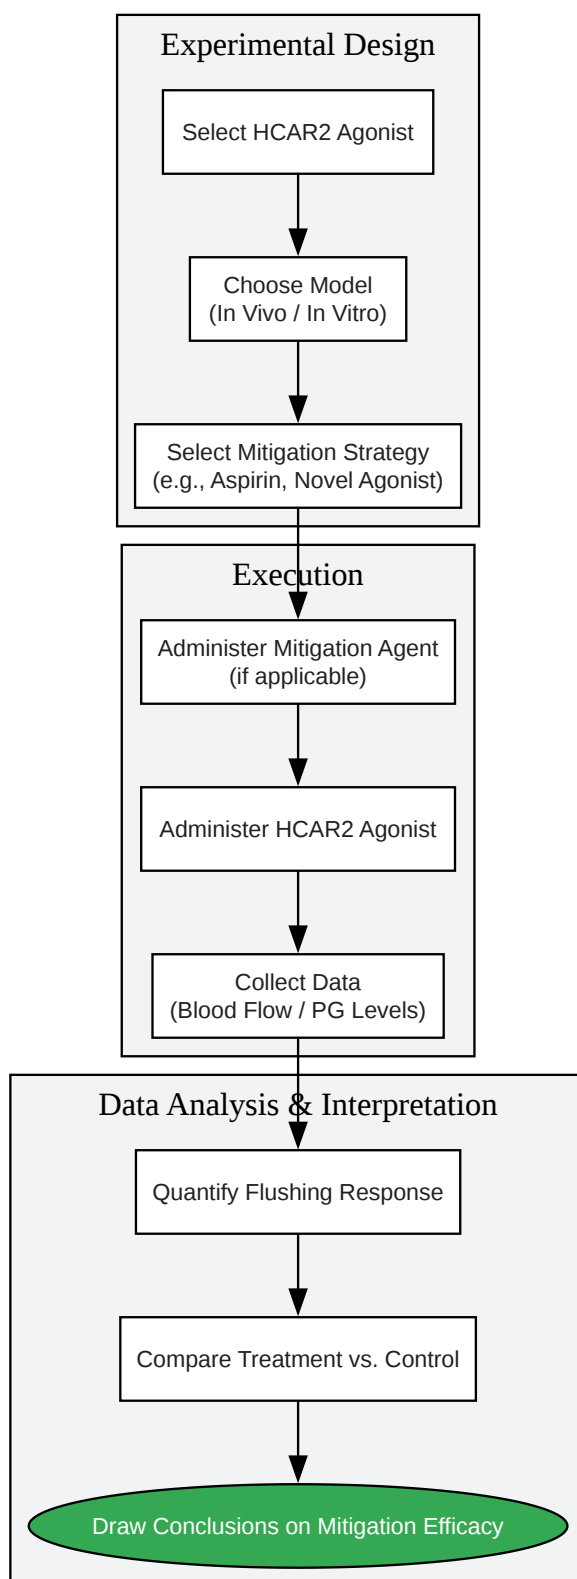 Experimental Design
Select HCAR2 Agonist
Choose Model
(In Vivo / In Vitro)
Select Mitigation Strategy
(e.g., Aspirin, Novel Agonist)
Execution
Administer Mitigation Agent
(if applicable)
Administer HCAR2 Agonist
Collect Data
(Blood Flow / PG Levels)
Data Analysis & Interpretation
Quantify Flushing Response
Compare Treatment vs. Control
Draw Conclusions on Mitigation Efficacy